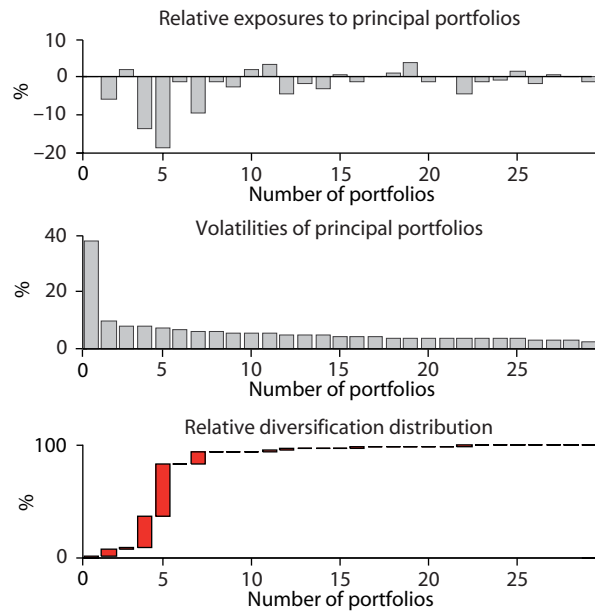 Relative exposures to principal portfolios
10
0
–10
–20
%
0 5 10 15 20 25
Number of portfolios
Volatilities of principal portfolios
40
20
0
%
0 5 10 15 20 25
Number of portfolios
Relative diversification distribution
100
0
%
0 5 10 15 20 25
Number of portfolios